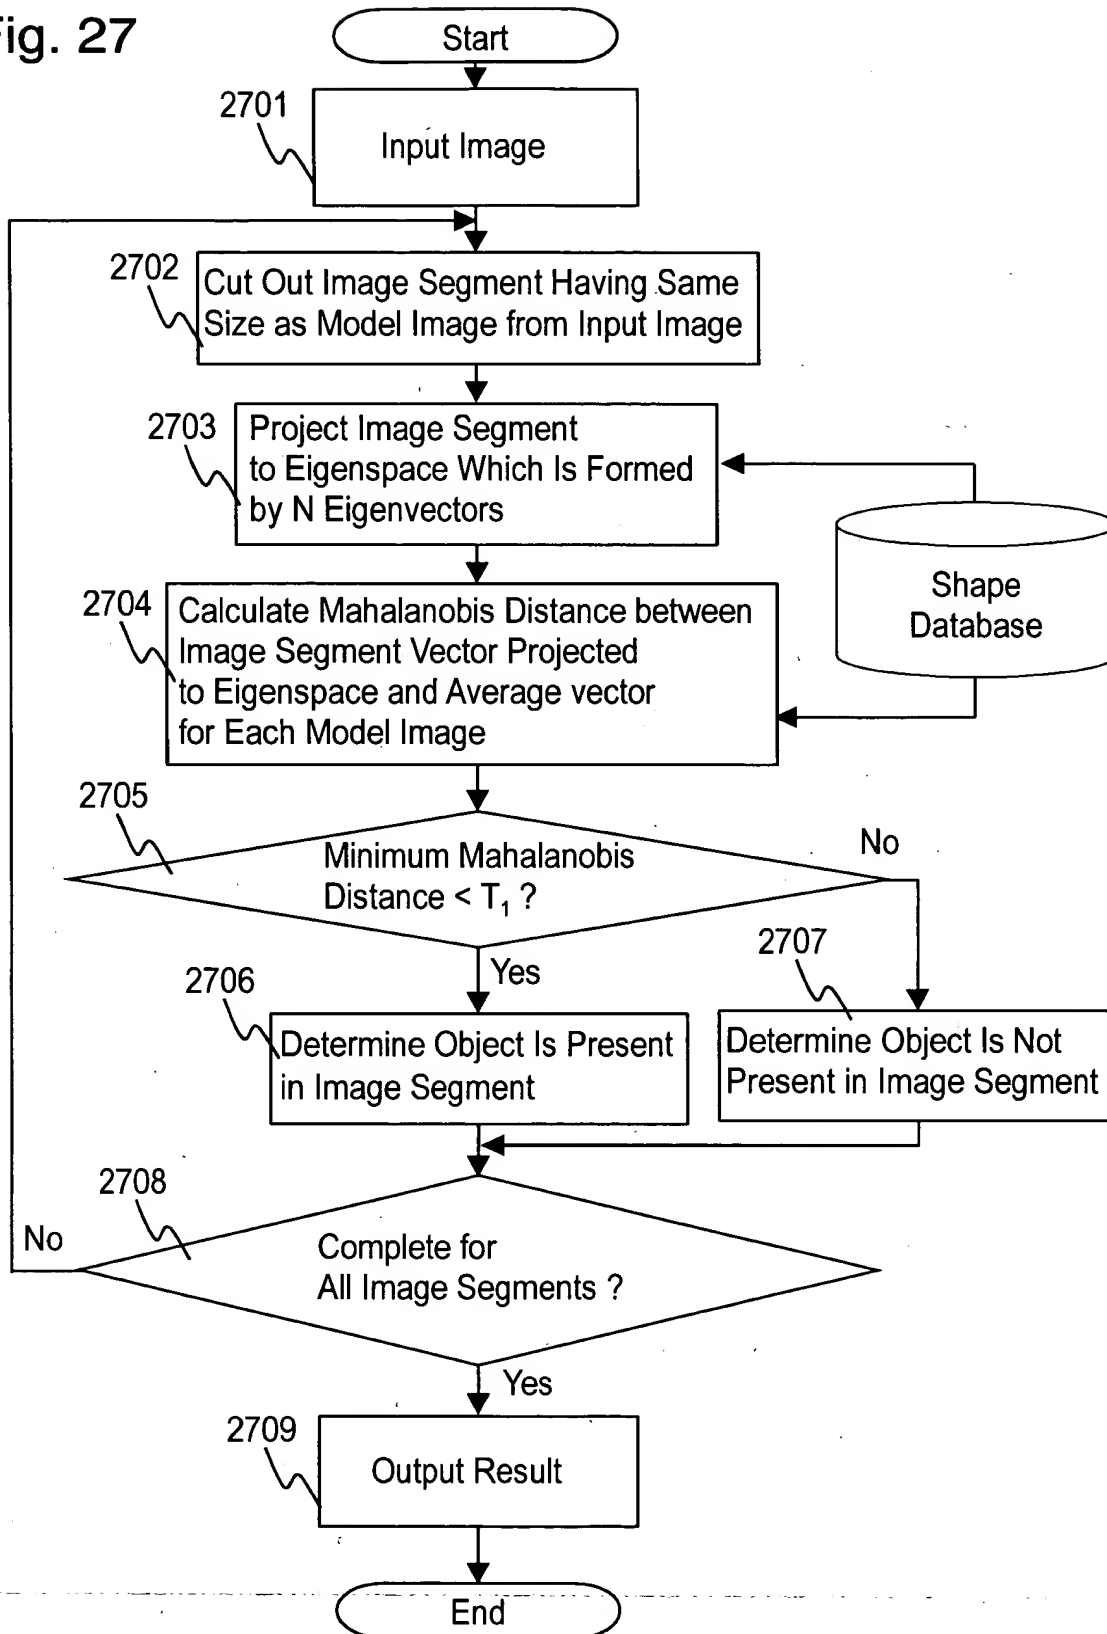 Fig. 27
Start
2701
Input Image
2702
Cut Out Image Segment Having Same
Size as Model Image from Input Image
2703
Project Image Segment
to Eigenspace Which Is Formed
by N Eigenvectors
Shape
Database
2704
Calculate Mahalanobis Distance between
Image Segment Vector Projected
to Eigenspace and Average vector
for Each Model Image
2705
Minimum Mahalanobis
Distance < T₁ ?
No
Yes
2706
Determine Object Is Present
in Image Segment
2707
Determine Object Is Not
Present in Image Segment
2708
No
Complete for
All Image Segments ?
Yes
2709
Output Result
End